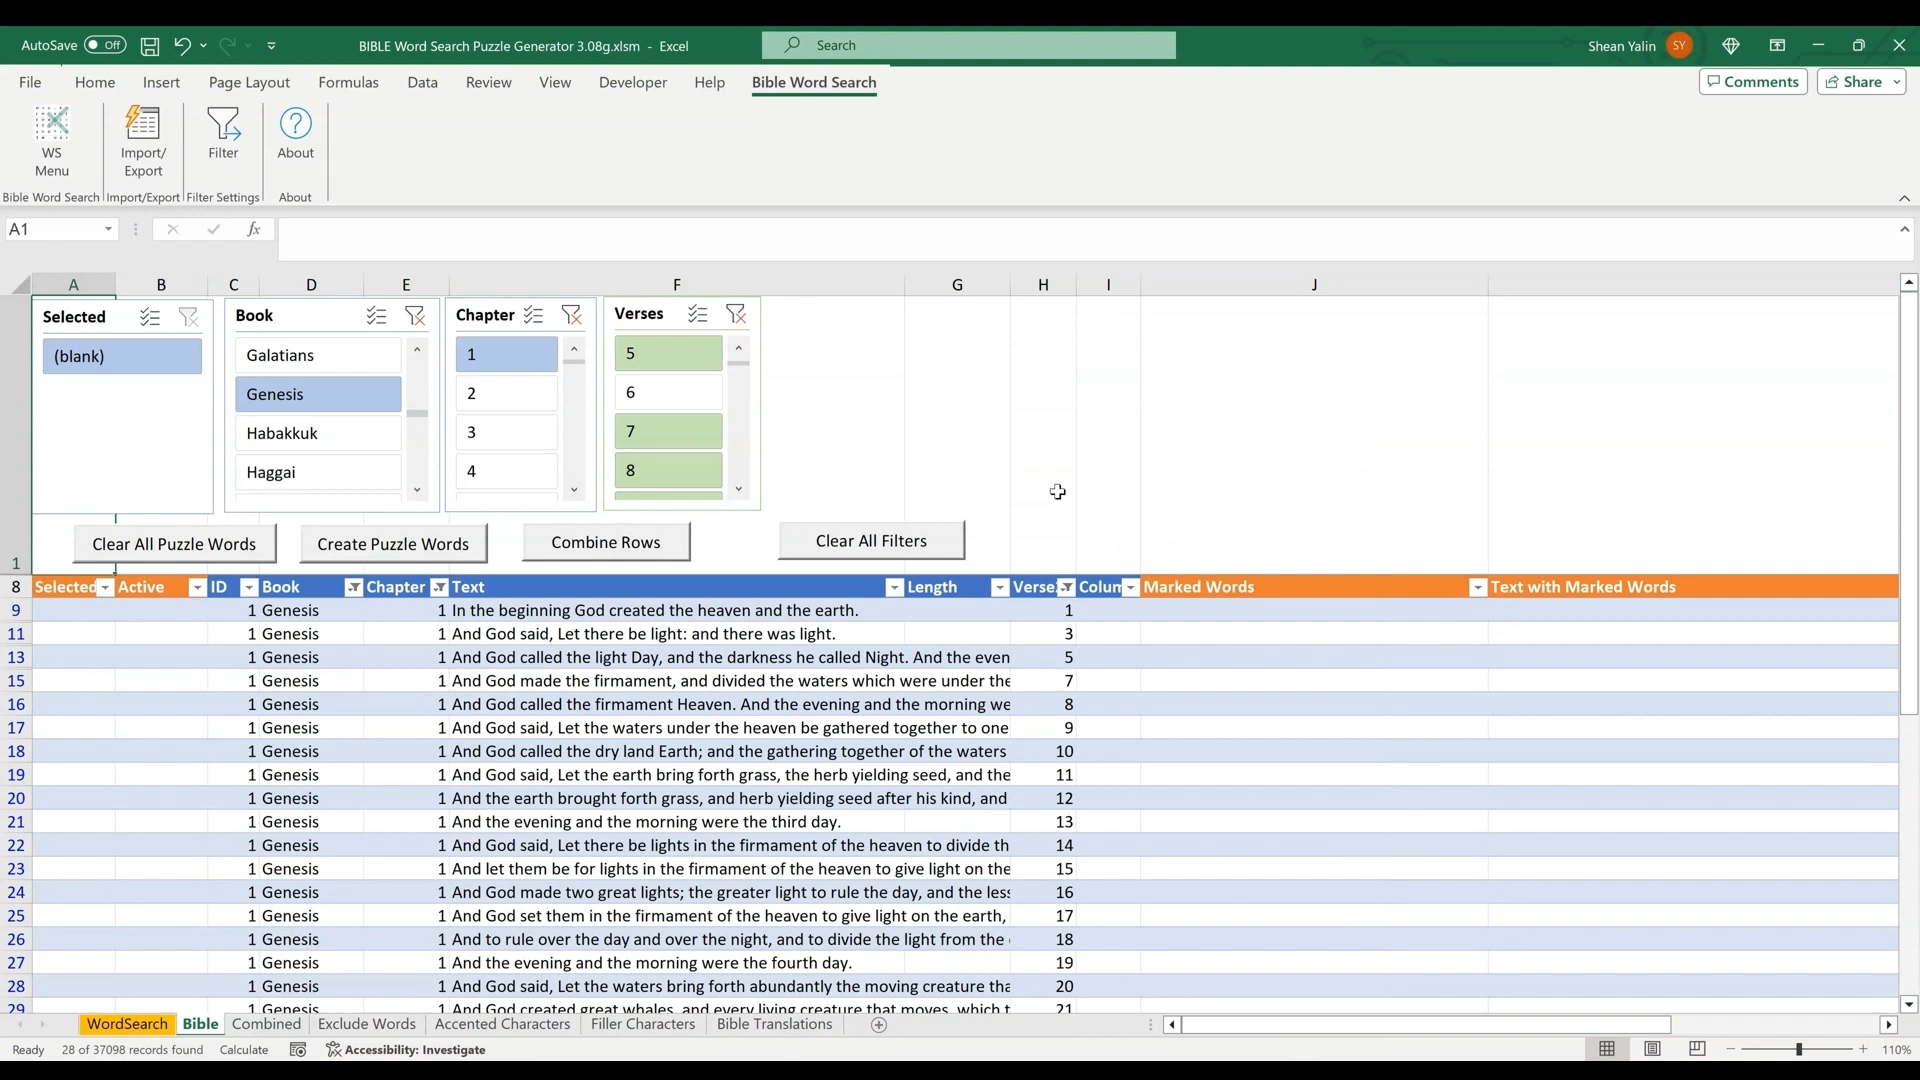 AutoSave Off BIBLE Word Search Puzzle Generator 3.08g.xlsm - Excel Search Shean Yalin SY
File Home Insert Page Layout Formulas Data Review View Developer Help Bible Word Search Comments Share
WS Menu Import/ Export Filter About
Bible Word Search Import/Export Filter Settings About
A1 fx
A B C D E F G H I J
Selected Book Chapter Verses
(blank) Galatians 1 5
Genesis 2 6
Habakkuk 3 7
Haggai 4 8
Clear All Puzzle Words Create Puzzle Words Combine Rows Clear All Filters
1
8 Selected Active ID Book Chapter Text Length Verse Colum Marked Words Text with Marked Words
9 1 Genesis 1 In the beginning God created the heaven and the earth. 1
11 1 Genesis 1 And God said, Let there be light: and there was light. 3
13 1 Genesis 1 And God called the light Day, and the darkness he called Night. And the even 5
15 1 Genesis 1 And God made the firmament, and divided the waters which were under the 7
16 1 Genesis 1 And God called the firmament Heaven. And the evening and the morning we 8
17 1 Genesis 1 And God said, Let the waters under the heaven be gathered together to one 9
18 1 Genesis 1 And God called the dry land Earth; and the gathering together of the waters 10
19 1 Genesis 1 And God said, Let the earth bring forth grass, the herb yielding seed, and the 11
20 1 Genesis 1 And the earth brought forth grass, and herb yielding seed after his kind, and 12
21 1 Genesis 1 And the evening and the morning were the third day. 13
22 1 Genesis 1 And God said, Let there be lights in the firmament of the heaven to divide th 14
23 1 Genesis 1 And let them be for lights in the firmament of the heaven to give light on the 15
24 1 Genesis 1 And God made two great lights; the greater light to rule the day, and the less 16
25 1 Genesis 1 And God set them in the firmament of the heaven to give light on the earth, 17
26 1 Genesis 1 And to rule over the day and over the night, and to divide the light from the 18
27 1 Genesis 1 And the evening and the morning were the fourth day. 19
28 1 Genesis 1 And God said, Let the waters bring forth abundantly the moving creature tha 20
29 1 Genesis 1 And God created great whales, and every living creature that moves, which t 21
WordSearch Bible Combined Exclude Words Accented Characters Filler Characters Bible Translations
Ready 28 of 37098 records found Calculate Accessibility: Investigate 110%